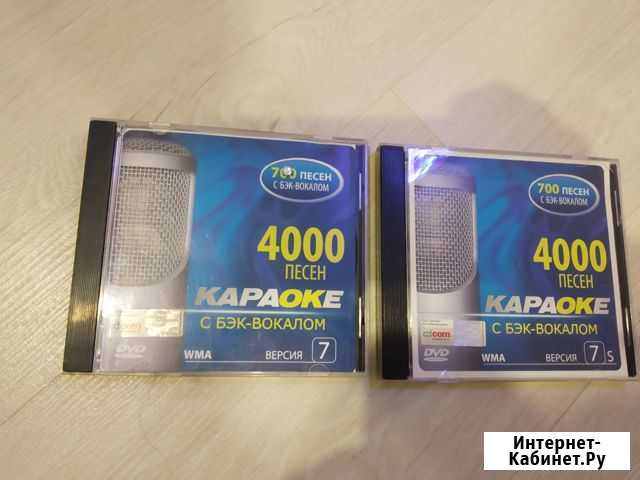 700 ПЕСЕН
С БЭК-ВОКАЛОМ
4000
ПЕСЕН
КАРАОКЕ
С БЭК-ВОКАЛОМ
DVD
WMA
ВЕРСИЯ 7
700 ПЕСЕН
С БЭК-ВОКАЛОМ
4000
ПЕСЕН
КАРАОКЕ
С БЭК-ВОКАЛОМ
DVD
WMA
ВЕРСИЯ 7 S
Интернет-
Кабинет.Ру